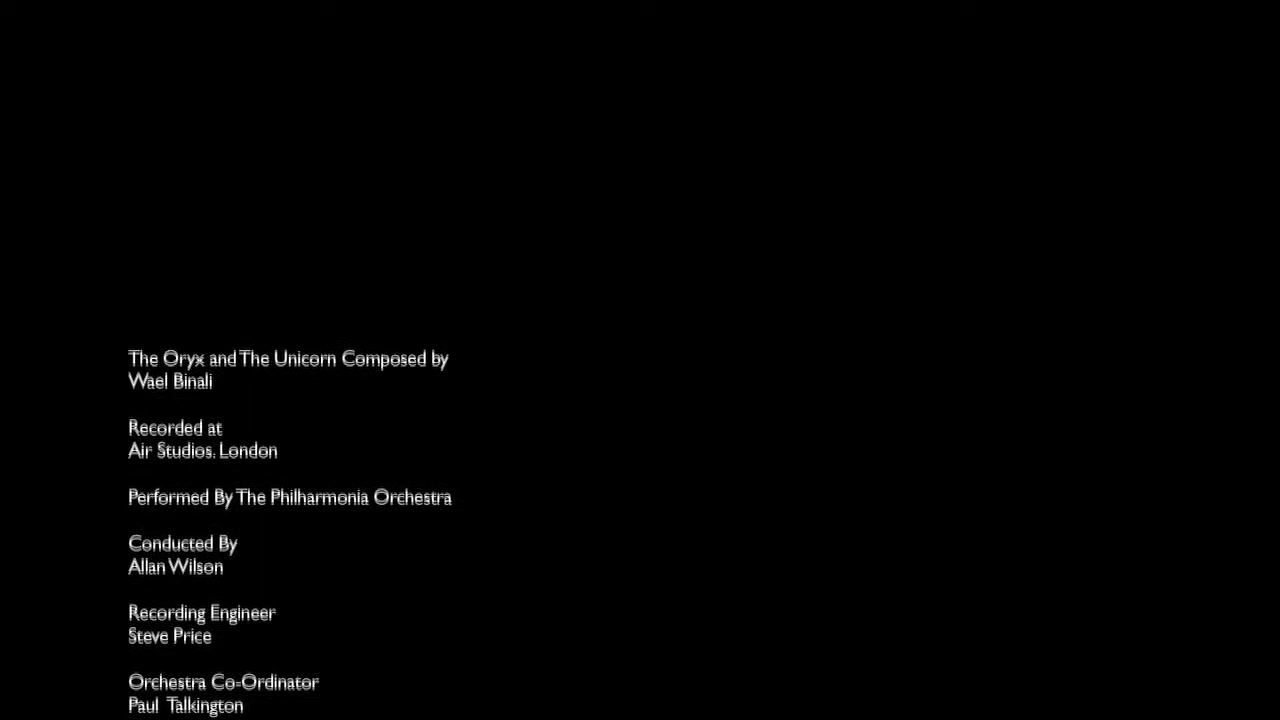 The Oryx and The Unicorn Composed by
Wael Binali
Recorded at
Air Studios. London
Performed By The Philharmonia Orchestra
Conducted By
Allan Wilson
Recording Engineer
Steve Price
Orchestra Co-Ordinator
Paul Talkington